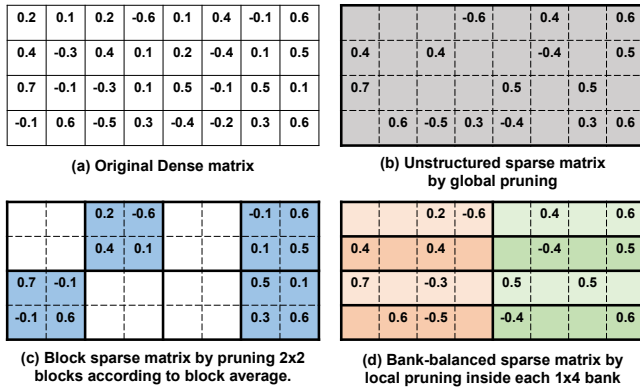 0.2 0.1 0.2 -0.6 0.1 0.4 -0.1 0.6
0.4 -0.3 0.4 0.1 0.2 -0.4 0.1 0.5
0.7 -0.1 -0.3 0.1 0.5 -0.1 0.5 0.1
-0.1 0.6 -0.5 0.3 -0.4 -0.2 0.3 0.6
(a) Original Dense matrix
-0.6 0.4 0.6
0.4 0.4 -0.4 0.5
0.7 0.5 0.5
0.6 -0.5 0.3 -0.4 0.3 0.6
(b) Unstructured sparse matrix
by global pruning
0.2 -0.6 -0.1 0.6
0.4 0.1 0.1 0.5
0.7 -0.1 0.5 0.1
-0.1 0.6 0.3 0.6
(c) Block sparse matrix by pruning 2x2
blocks according to block average.
0.2 -0.6 0.4 0.6
0.4 0.4 -0.4 0.5
0.7 -0.3 0.5 0.5
0.6 -0.5 -0.4 0.6
(d) Bank-balanced sparse matrix by
local pruning inside each 1x4 bank